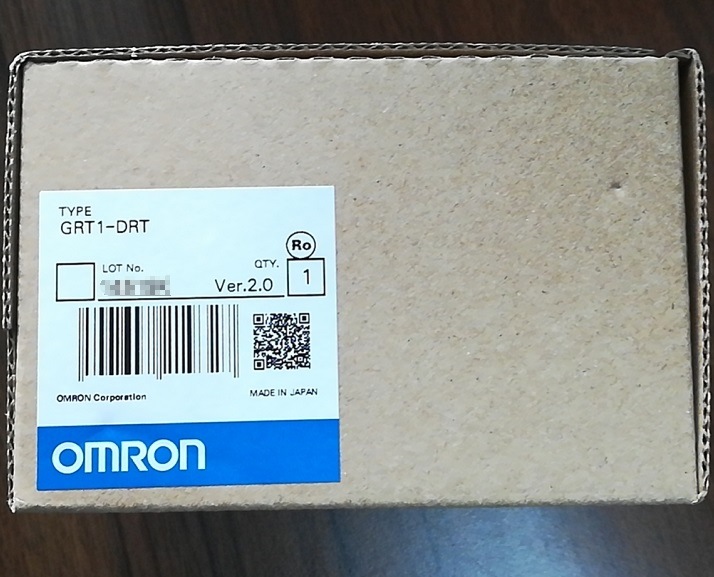 TYPE
GRT1-DRT
Ro
LOT No.
QTY.
Ver.2.0
1
OMRON Corporation
MADE IN JAPAN
OMRON